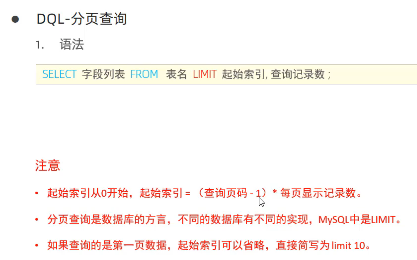 DQL-分页查询
1. 语法
SELECT 字段列表 FROM 表名 LIMIT 起始索引, 查询记录数 ;
注意
• 起始索引从0开始，起始索引 = （查询页码 - 1）* 每页显示记录数。
• 分页查询是数据库的方言，不同的数据库有不同的实现，MySQL中是LIMIT。
• 如果查询的是第一页数据，起始索引可以省略，直接简写为 limit 10。